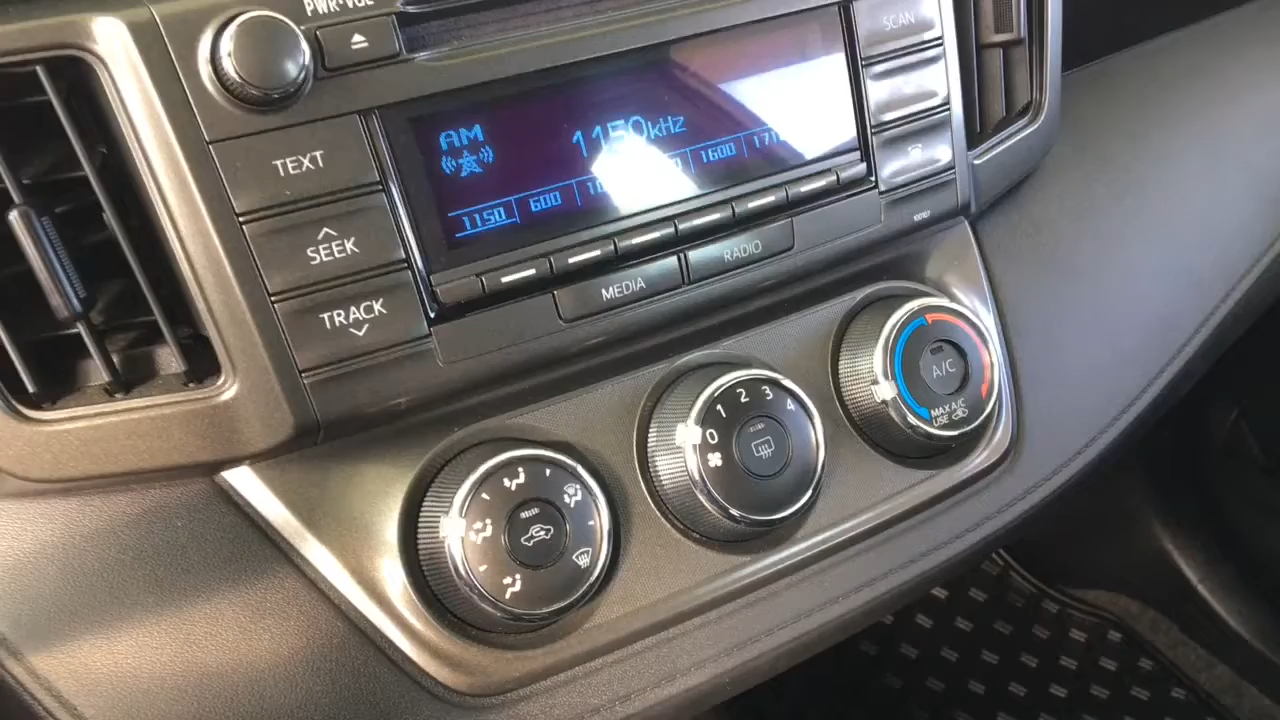 PWR•VOL
SCAN
TEXT
AM
1150kHz
1150
600
1600
SEEK
TRACK
MEDIA
RADIO
100107
0 1 2 3 4
A/C
MAX A/C
USE